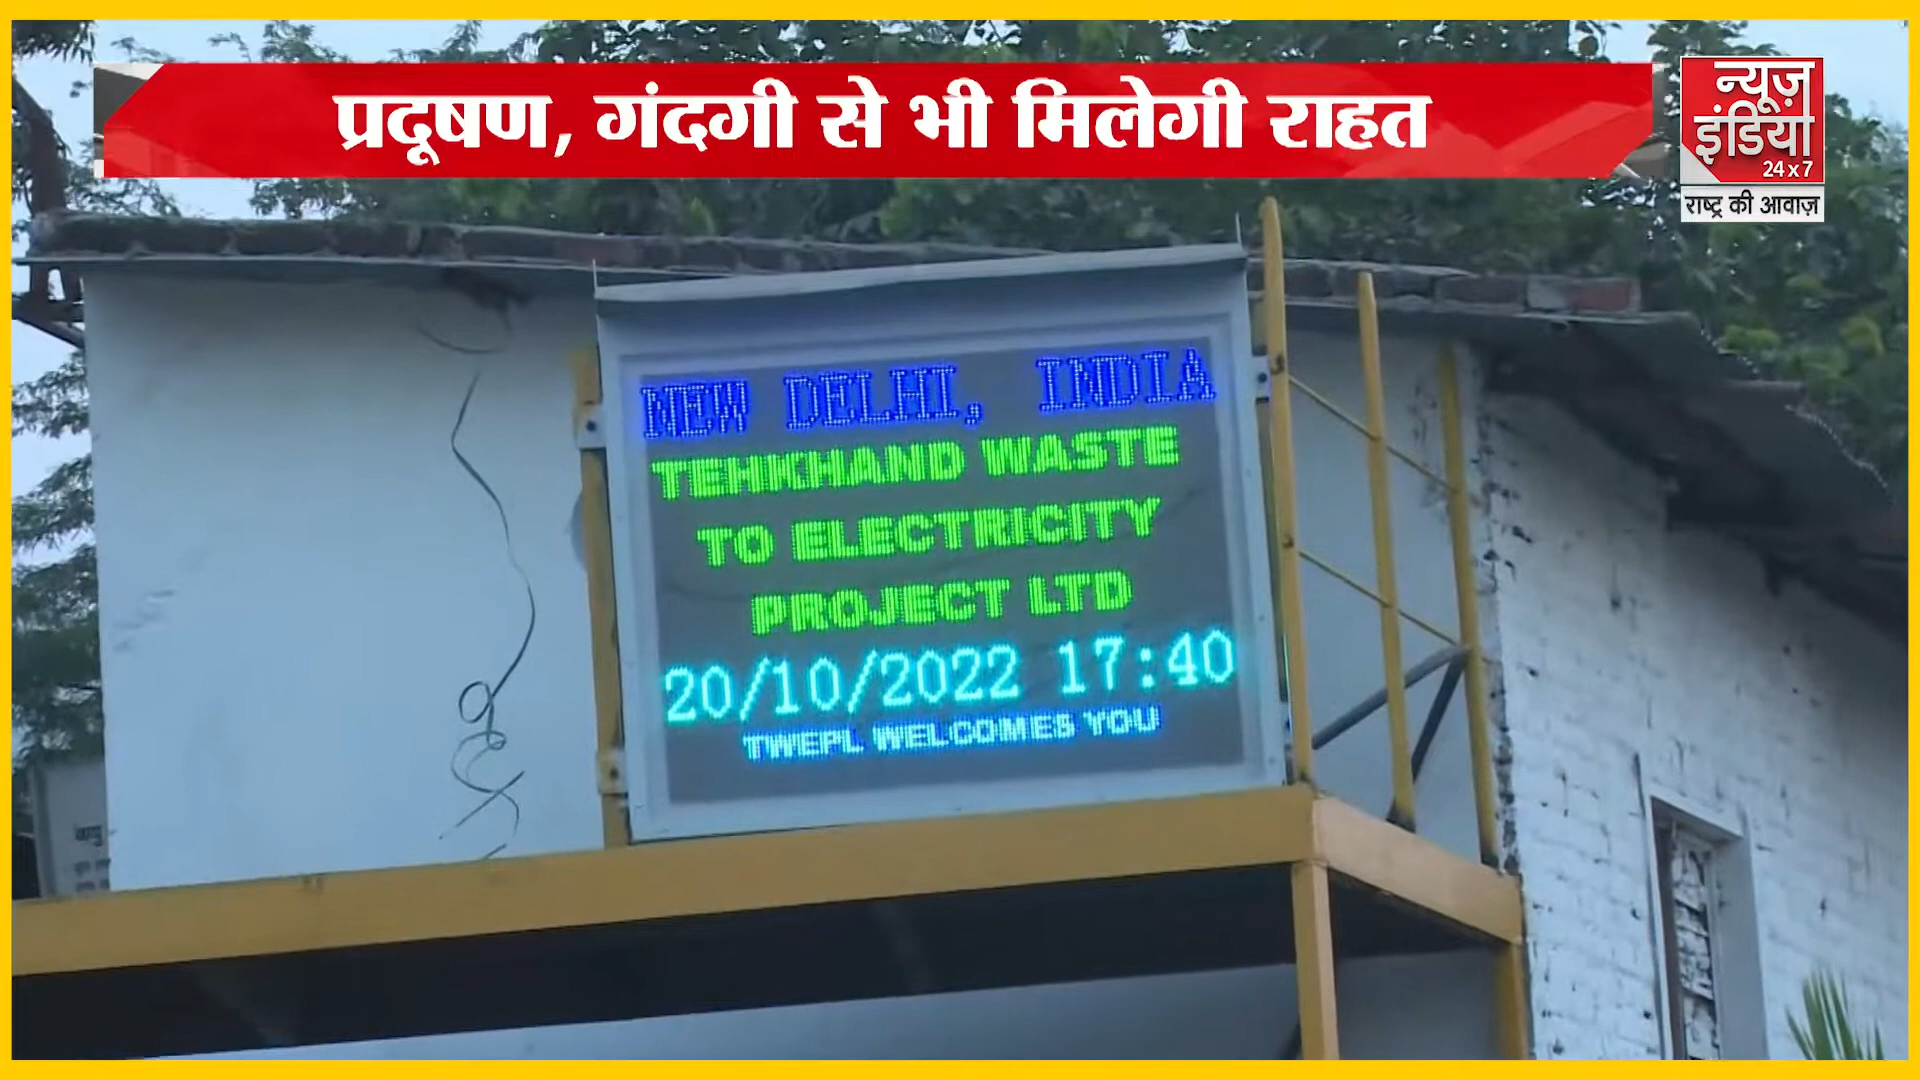 प्रदूषण, गंदगी से भी मिलेगी राहत
न्यूज़
इंडिया
24x7
राष्ट्र की आवाज़
NEW DELHI, INDIA
TEHKHAND WASTE
TO ELECTRICITY
PROJECT LTD
20/10/2022 17:40
TWEPL WELCOMES YOU